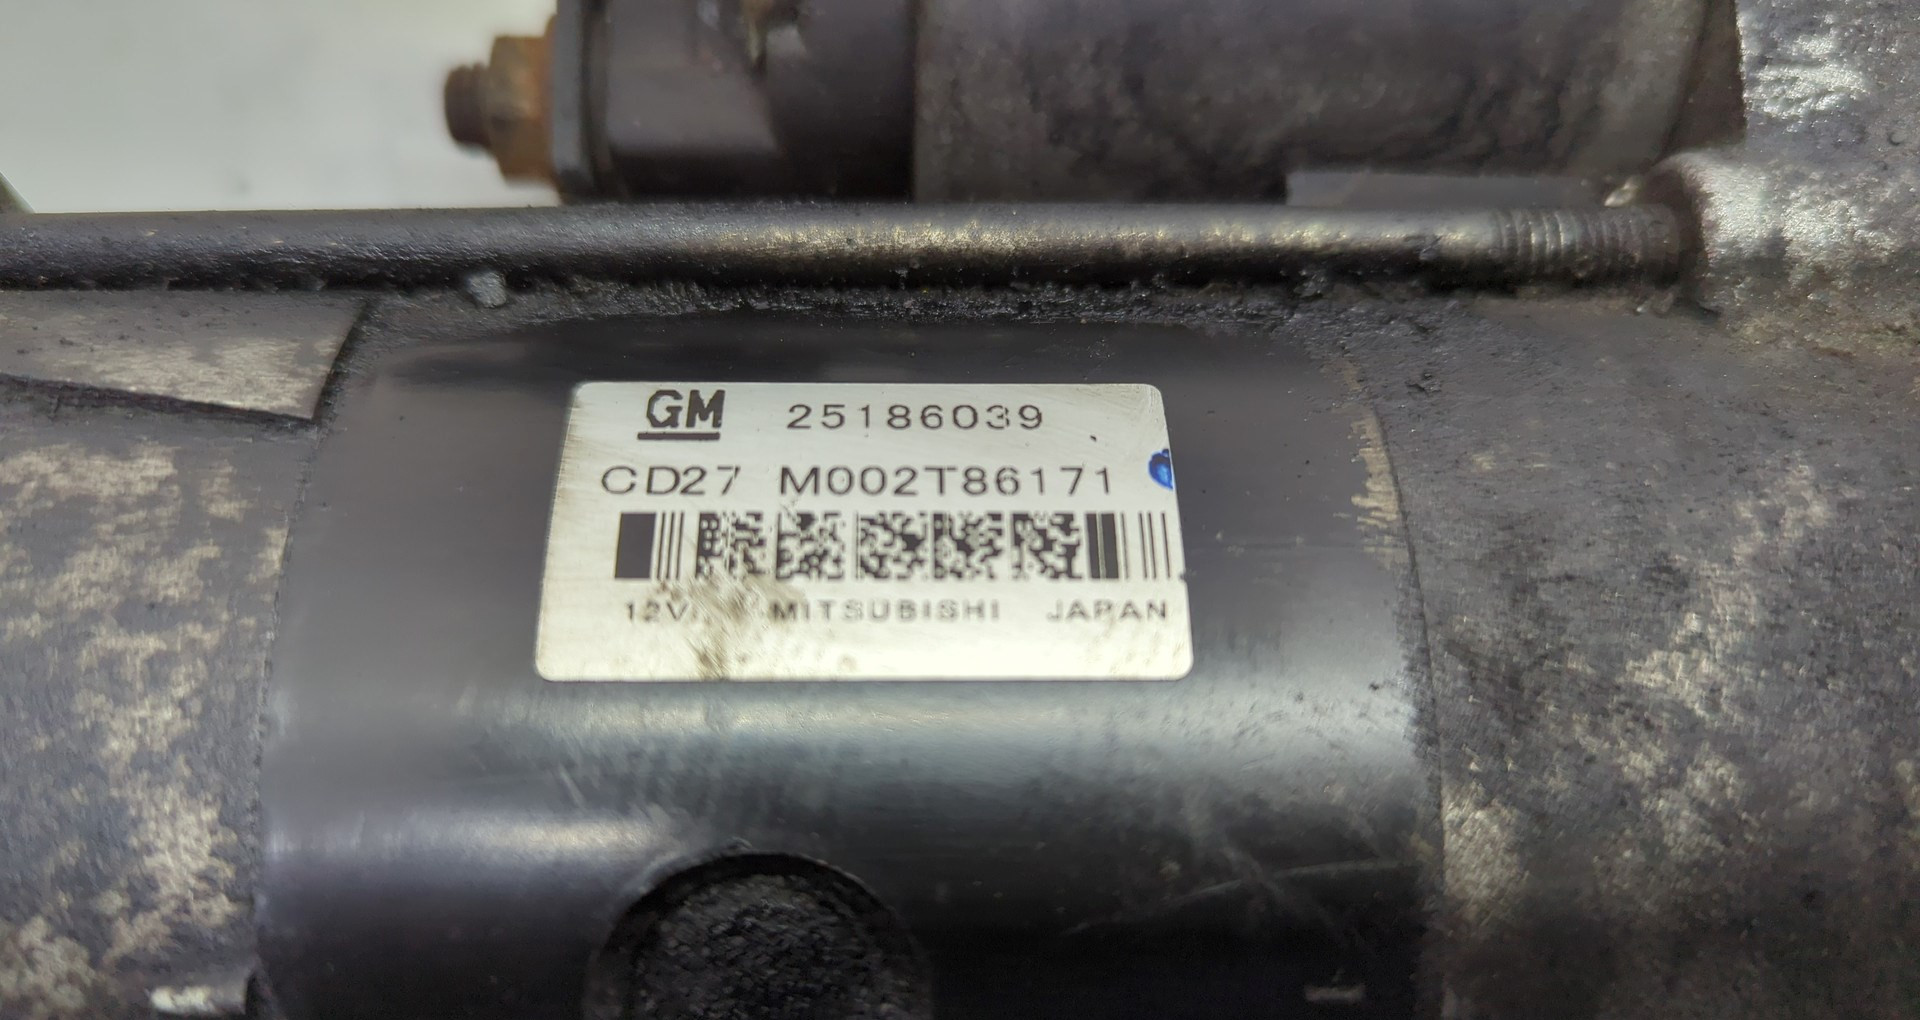 GM 25186039
CD27 M002T86171
12V MITSUBISHI JAPAN